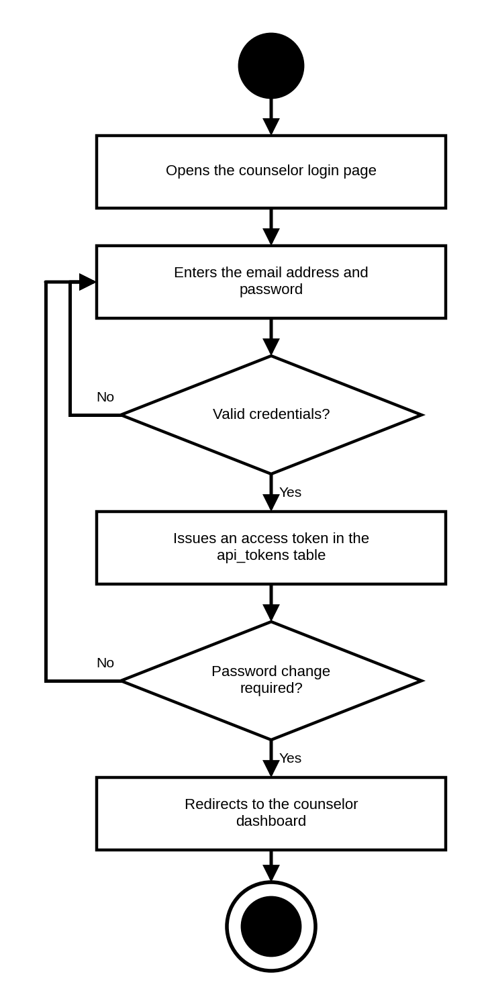 Opens the counselor login page
Enters the email address and
password
No
Valid credentials?
Yes
Issues an access token in the
api_tokens table
No
Password change
required?
Yes
Redirects to the counselor
dashboard